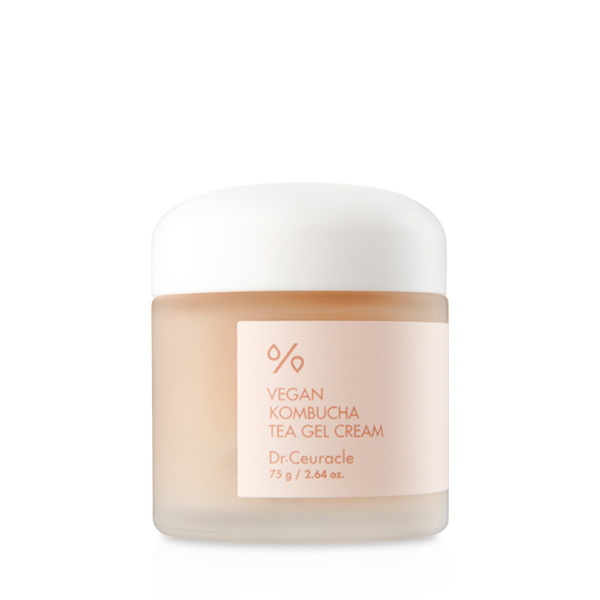 %
VEGAN
KOMBUCHA
TEA GEL CREAM
Dr·Ceuracle
75 g / 2.64 oz.